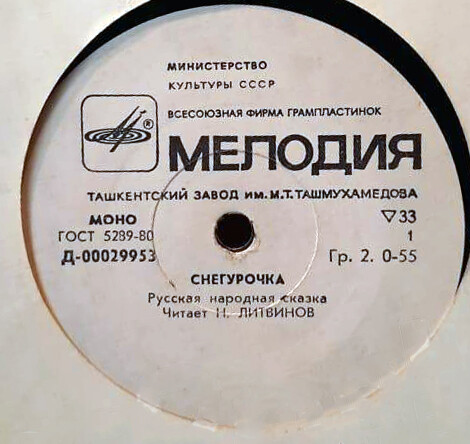 МИНИСТЕРСТВО
КУЛЬТУРЫ СССР
ВСЕСОЮЗНАЯ ФИРМА ГРАМПЛАСТИНОК
®
МЕЛОДИЯ
ТАШКЕНТСКИЙ ЗАВОД ИМ. М.Т. ТАШМУХАМЕДОВА
МОНО ▽33
ГОСТ 5289-80 1
Д-00029953 Гр. 2. 0-55
СНЕГУРОЧКА
Русская народная сказка
Читает Н. ЛИТВИНОВ